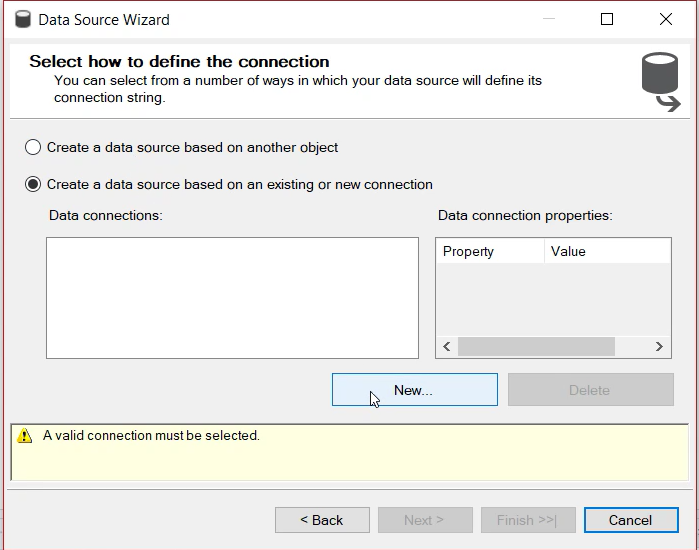 Data Source Wizard
Select how to define the connection
You can select from a number of ways in which your data source will define its
connection string.
Create a data source based on another object
Create a data source based on an existing or new connection
Data connections:
Data connection properties:
Property
Value
New...
Delete
A valid connection must be selected.
< Back
Next >
Finish >>|
Cancel